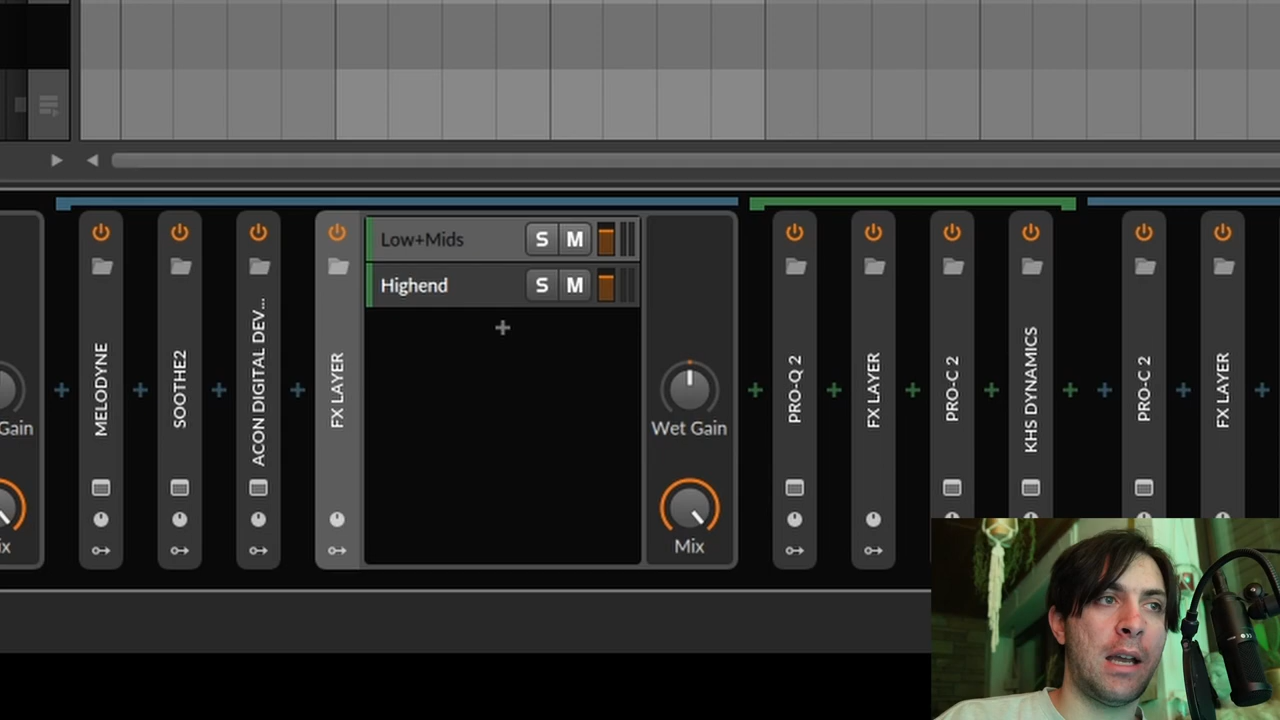 Low+Mids S M
Highend S M
MELODYNE
SOOTHE2
ACON DIGITAL DEV...
FX LAYER
Gain
Wet Gain
Mix
PRO-Q 2
FX LAYER
PRO-C 2
KHS DYNAMICS
PRO-C 2
FX LAYER